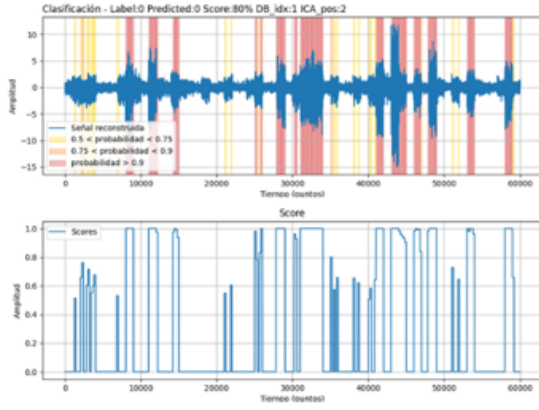 Clasificación - Label:0 Predicted:0 Score:80% DB_idx:1 ICA_pos:2
10
5
0
−5
−10
−15
Amplitud
Señal reconstruida
0.5 < probabilidad < 0.75
0.75 < probabilidad < 0.9
probabilidad > 0.9
0
10000
20000
30000
40000
50000
60000
Tiempo (puntos)
Score
1.0
0.8
0.6
0.4
0.2
0.0
Amplitud
Scores
0
10000
20000
30000
40000
50000
60000
Tiempo (puntos)